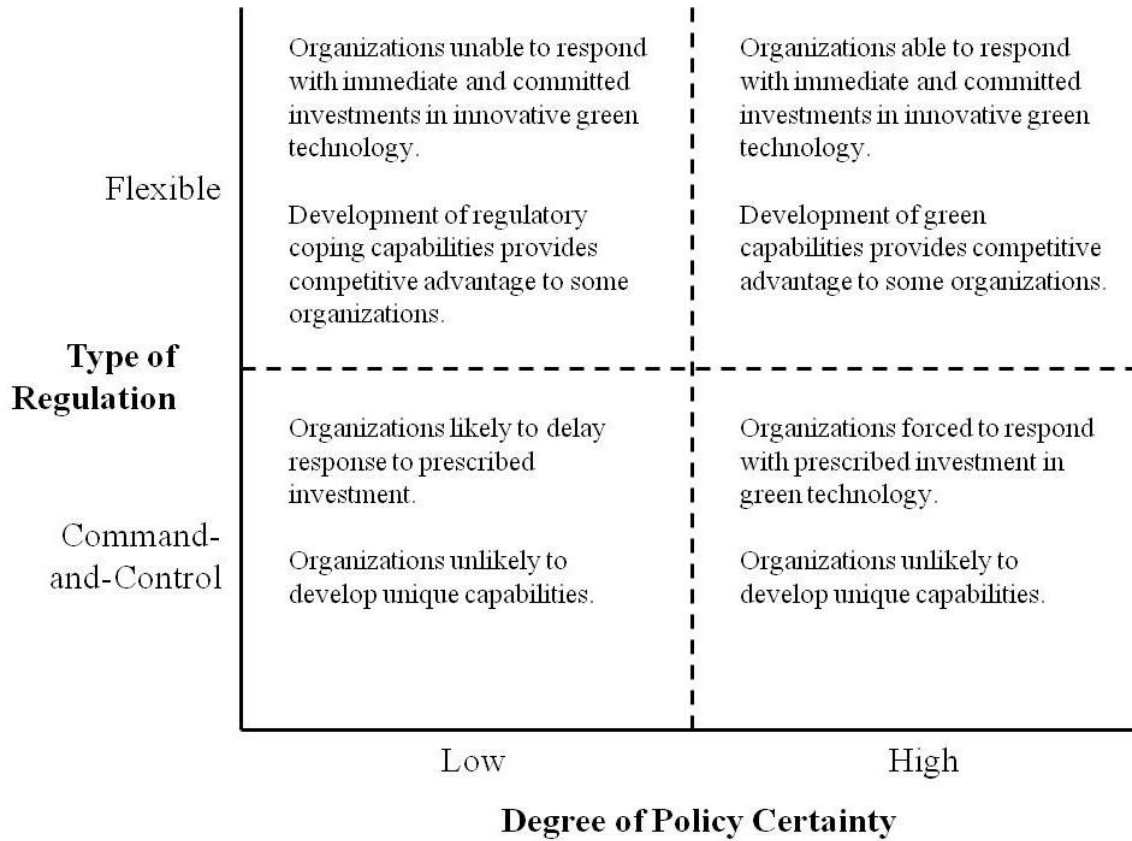 Organizations unable to respond
with immediate and committed
investments in innovative green
technology.
Development of regulatory
coping capabilities provides
competitive advantage to some
organizations.
Organizations able to respond
with immediate and committed
investments in innovative green
technology.
Development of green
capabilities provides competitive
advantage to some organizations.
Flexible
Type of
Regulation
Organizations likely to delay
response to prescribed
investment.
Organizations unlikely to
develop unique capabilities.
Organizations forced to respond
with prescribed investment in
green technology.
Organizations unlikely to
develop unique capabilities.
Command-
and-Control
Low
High
Degree of Policy Certainty